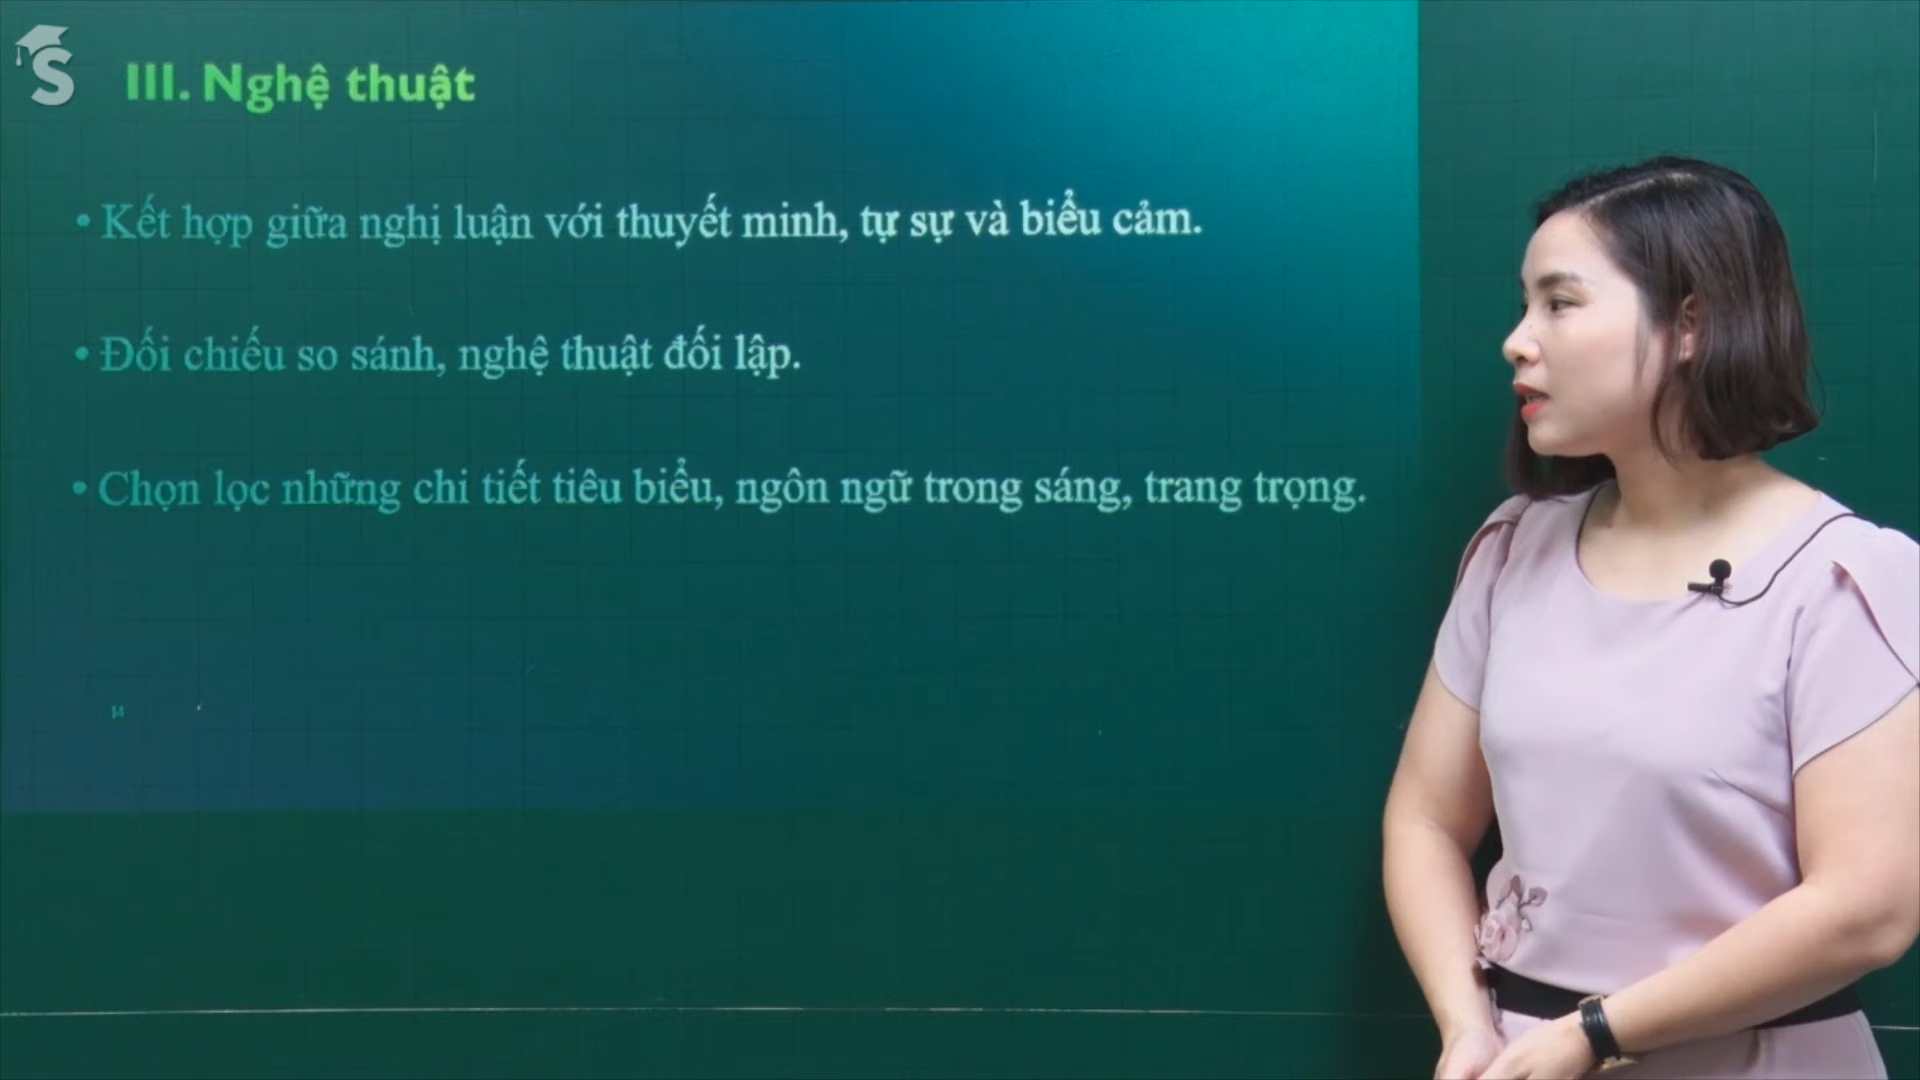 S
III. Nghệ thuật
• Kết hợp giữa nghị luận với thuyết minh, tự sự và biểu cảm.
• Đối chiếu so sánh, nghệ thuật đối lập.
• Chọn lọc những chi tiết tiêu biểu, ngôn ngữ trong sáng, trang trọng.
14